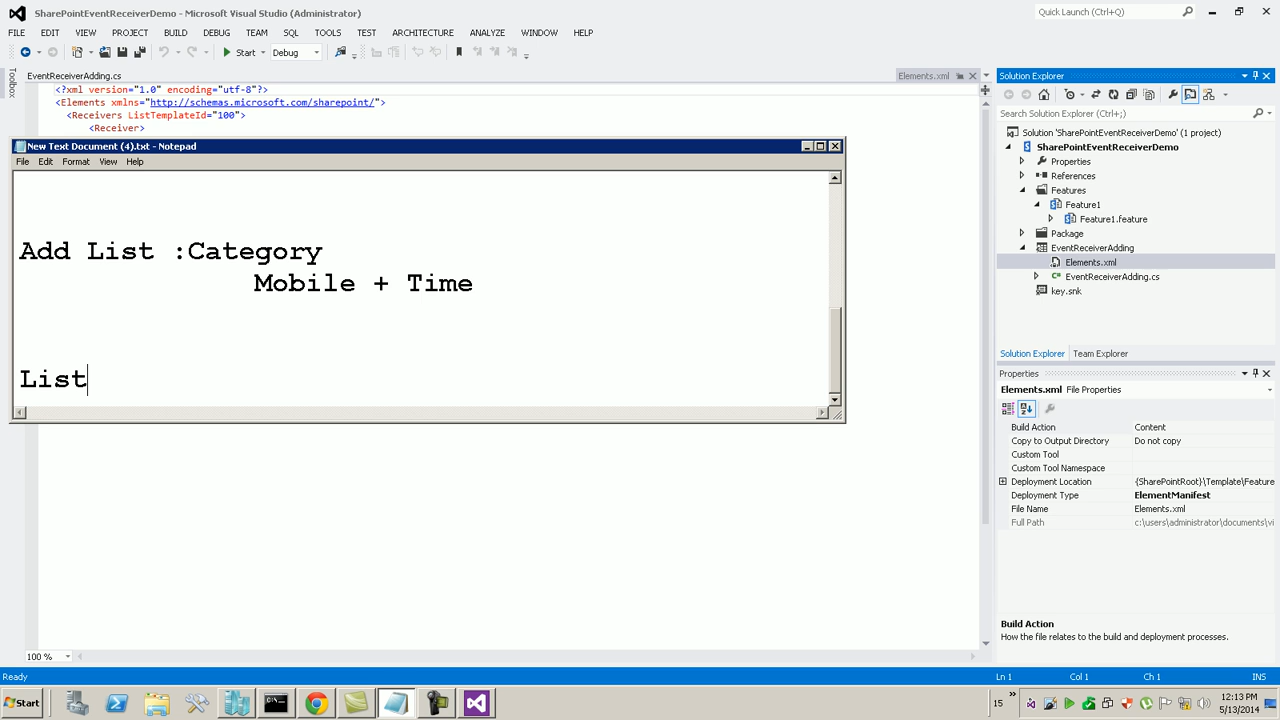 SharePointEventReceiverDemo - Microsoft Visual Studio (Administrator)
Quick Launch (Ctrl+Q)
FILE EDIT VIEW PROJECT BUILD DEBUG TEAM SQL TOOLS TEST ARCHITECTURE ANALYZE WINDOW HELP
Start Debug
Toolbox
EventReceiverAdding.cs
Elements.xml
<?xml version="1.0" encoding="utf-8"?>
<Elements xmlns="http://schemas.microsoft.com/sharepoint/">
<Receivers ListTemplateId="100">
<Receiver>
New Text Document (4).txt - Notepad
File Edit Format View Help
Add List :Category
Mobile + Time
List
100 %
Solution Explorer
Search Solution Explorer (Ctrl+;)
Solution 'SharePointEventReceiverDemo' (1 project)
SharePointEventReceiverDemo
Properties
References
Features
Feature1
Feature1.feature
Package
EventReceiverAdding
Elements.xml
EventReceiverAdding.cs
key.snk
Solution Explorer Team Explorer
Properties
Elements.xml File Properties
Build Action Content
Copy to Output Directory Do not copy
Custom Tool
Custom Tool Namespace
Deployment Location {SharePointRoot}\Template\Feature
Deployment Type ElementManifest
File Name Elements.xml
Full Path c:\users\administrator\documents\vi
Build Action
How the file relates to the build and deployment processes.
Ready Ln 1 Col 1 Ch 1 INS
Start
15
12:13 PM
5/13/2014